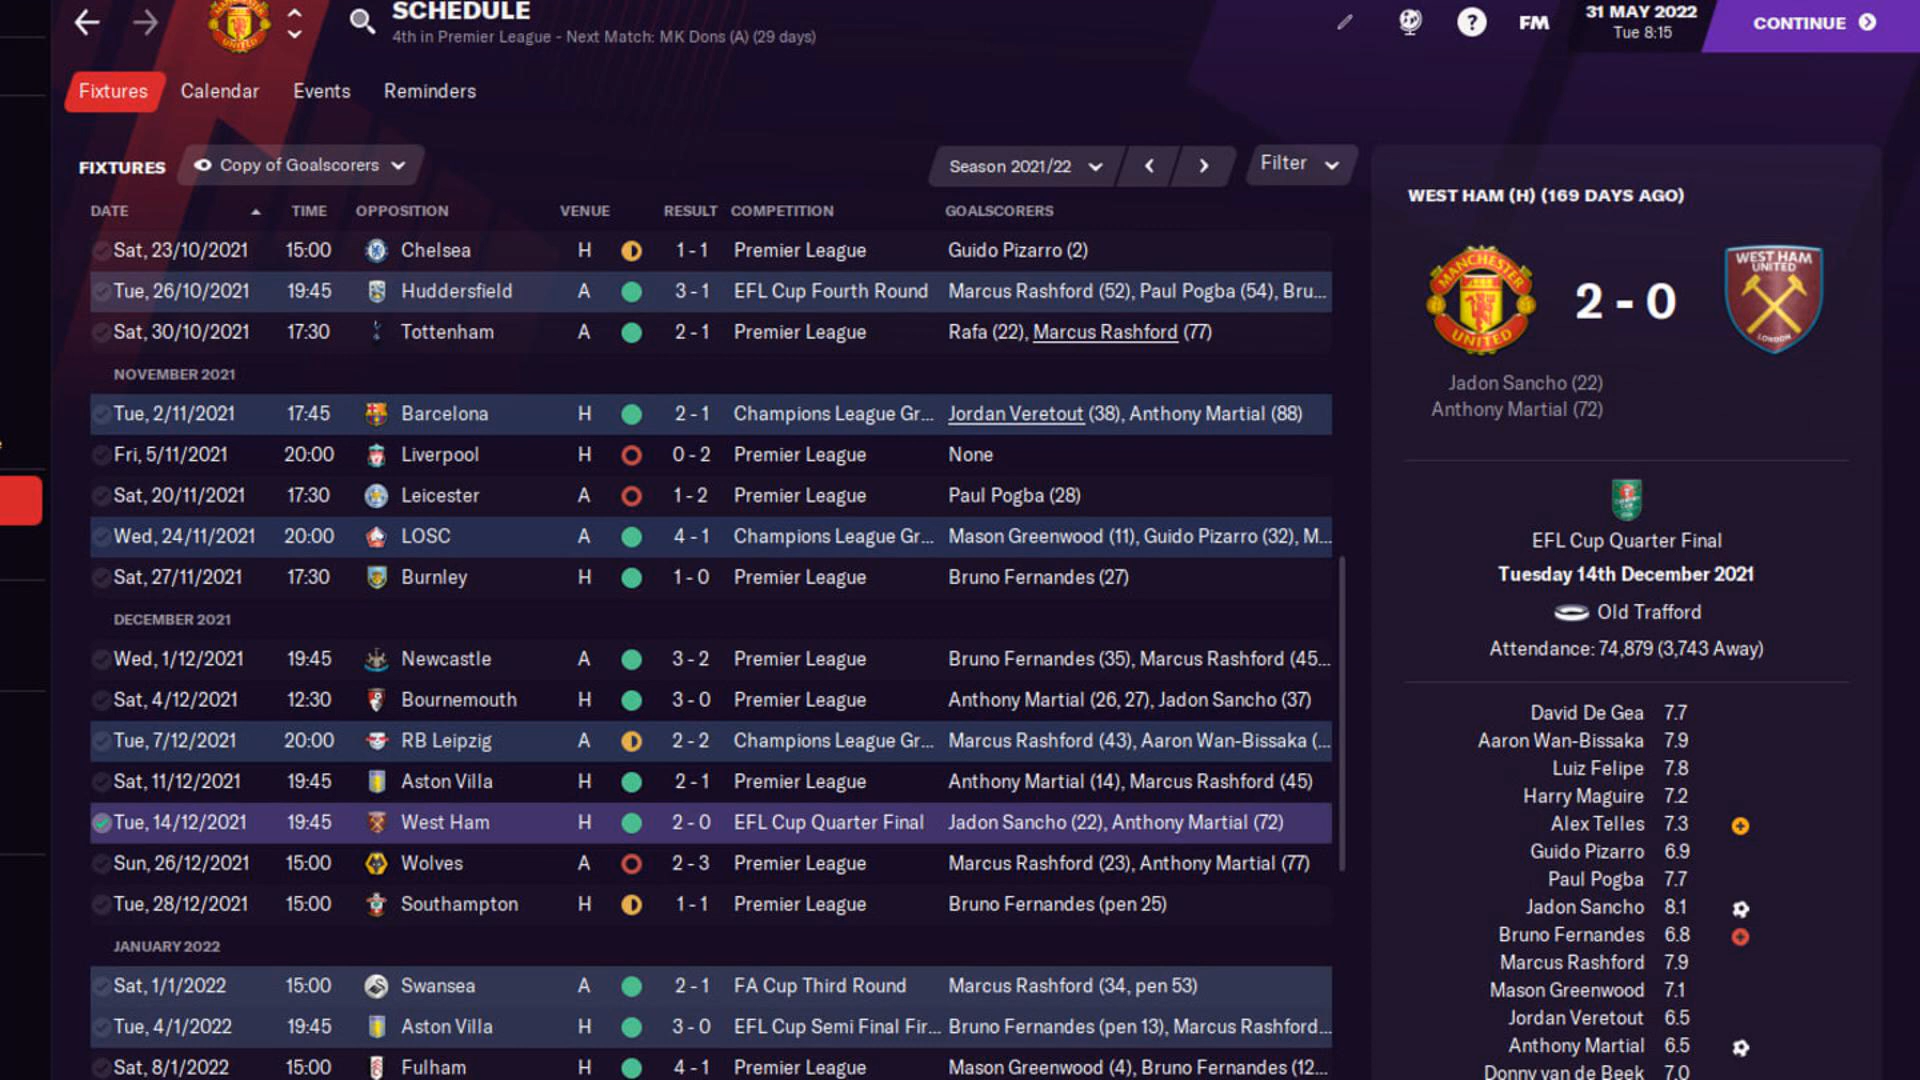 SCHEDULE
4th in Premier League - Next Match: MK Dons (A) (29 days)
FM
31 MAY 2022
Tue 8:15
CONTINUE
Fixtures Calendar Events Reminders
FIXTURES Copy of Goalscorers Season 2021/22 Filter
DATE TIME OPPOSITION VENUE RESULT COMPETITION GOALSCORERS
Sat, 23/10/2021 15:00 Chelsea H 1 - 1 Premier League Guido Pizarro (2)
Tue, 26/10/2021 19:45 Huddersfield A 3 - 1 EFL Cup Fourth Round Marcus Rashford (52), Paul Pogba (54), Bru...
Sat, 30/10/2021 17:30 Tottenham A 2 - 1 Premier League Rafa (22), Marcus Rashford (77)
NOVEMBER 2021
Tue, 2/11/2021 17:45 Barcelona H 2 - 1 Champions League Gr... Jordan Veretout (38), Anthony Martial (88)
Fri, 5/11/2021 20:00 Liverpool H 0 - 2 Premier League None
Sat, 20/11/2021 17:30 Leicester A 1 - 2 Premier League Paul Pogba (28)
Wed, 24/11/2021 20:00 LOSC A 4 - 1 Champions League Gr... Mason Greenwood (11), Guido Pizarro (32), M...
Sat, 27/11/2021 17:30 Burnley H 1 - 0 Premier League Bruno Fernandes (27)
DECEMBER 2021
Wed, 1/12/2021 19:45 Newcastle A 3 - 2 Premier League Bruno Fernandes (35), Marcus Rashford (45...
Sat, 4/12/2021 12:30 Bournemouth H 3 - 0 Premier League Anthony Martial (26, 27), Jadon Sancho (37)
Tue, 7/12/2021 20:00 RB Leipzig A 2 - 2 Champions League Gr... Marcus Rashford (43), Aaron Wan-Bissaka (...
Sat, 11/12/2021 19:45 Aston Villa H 2 - 1 Premier League Anthony Martial (14), Marcus Rashford (45)
Tue, 14/12/2021 19:45 West Ham H 2 - 0 EFL Cup Quarter Final Jadon Sancho (22), Anthony Martial (72)
Sun, 26/12/2021 15:00 Wolves A 2 - 3 Premier League Marcus Rashford (23), Anthony Martial (77)
Tue, 28/12/2021 15:00 Southampton H 1 - 1 Premier League Bruno Fernandes (pen 25)
JANUARY 2022
Sat, 1/1/2022 15:00 Swansea A 2 - 1 FA Cup Third Round Marcus Rashford (34, pen 53)
Tue, 4/1/2022 19:45 Aston Villa H 3 - 0 EFL Cup Semi Final Fir... Bruno Fernandes (pen 13), Marcus Rashford...
Sat, 8/1/2022 15:00 Fulham H 4 - 1 Premier League Mason Greenwood (4), Bruno Fernandes (12...
WEST HAM (H) (169 DAYS AGO)
MANCHESTER UNITED
2 - 0
WEST HAM UNITED LONDON
Jadon Sancho (22)
Anthony Martial (72)
EFL Cup Quarter Final
Tuesday 14th December 2021
Old Trafford
Attendance: 74,879 (3,743 Away)
David De Gea 7.7
Aaron Wan-Bissaka 7.9
Luiz Felipe 7.8
Harry Maguire 7.2
Alex Telles 7.3
Guido Pizarro 6.9
Paul Pogba 7.7
Jadon Sancho 8.1
Bruno Fernandes 6.8
Marcus Rashford 7.9
Mason Greenwood 7.1
Jordan Veretout 6.5
Anthony Martial 6.5
Donny van de Beek 7.0